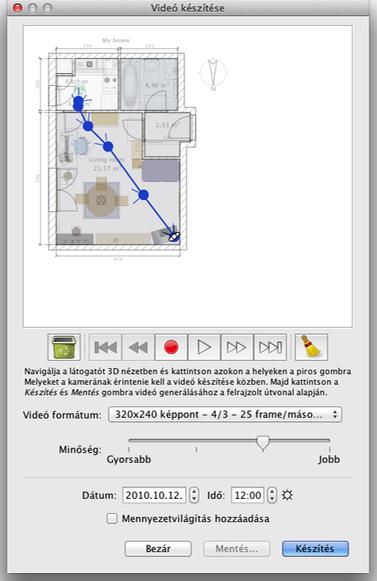 Videó készítése
My home
N
Kitchen
4,48 m²
2,93 m²
Living room
21,57 m²
Navigálja a látogatót 3D nézetben és kattintson azokon a helyeken a piros gombra
Melyeket a kamerának érintenie kell a videó készítése közben. Majd kattintson a
Készítés és Mentés gombra videó generálásához a felrajzolt útvonal alapján.
Videó formátum: 320x240 képpont - 4/3 - 25 frame/máso...
Minőség:
Gyorsabb Jobb
Dátum: 2010.10.12. Idő: 12:00
Mennyezetvilágítás hozzáadása
Bezár Mentés... Készítés